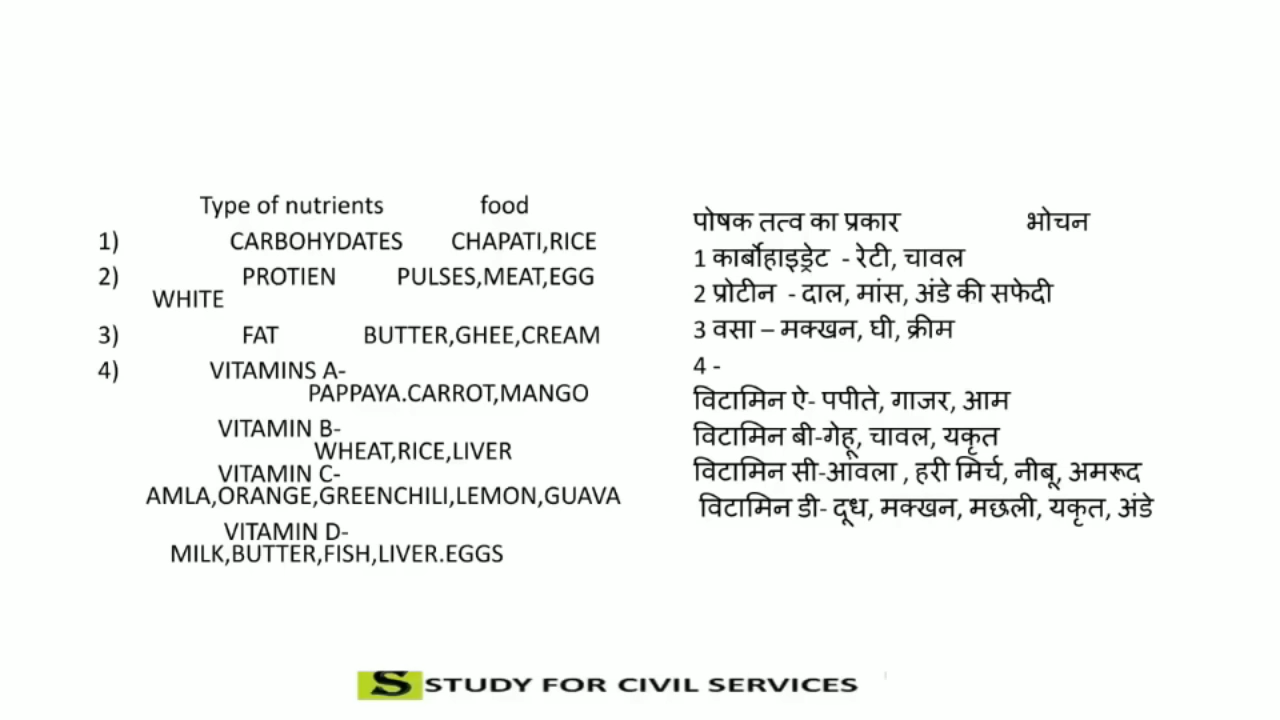 Type of nutrients food
1) CARBOHYDATES CHAPATI,RICE
2) PROTIEN PULSES,MEAT,EGG
WHITE
3) FAT BUTTER,GHEE,CREAM
4) VITAMINS A-
PAPPAYA.CARROT,MANGO
VITAMIN B-
WHEAT,RICE,LIVER
VITAMIN C-
AMLA,ORANGE,GREENCHILI,LEMON,GUAVA
VITAMIN D-
MILK,BUTTER,FISH,LIVER.EGGS
पोषक तत्व का प्रकार भोचन
1 कार्बोहाइड्रेट - रेटी, चावल
2 प्रोटीन - दाल, मांस, अंडे की सफेदी
3 वसा – मक्खन, घी, क्रीम
4 -
विटामिन ऐ- पपीते, गाजर, आम
विटामिन बी-गेहू, चावल, यकृत
विटामिन सी-आंवला , हरी मिर्च, नीबू, अमरूद
विटामिन डी- दूध, मक्खन, मछली, यकृत, अंडे
S STUDY FOR CIVIL SERVICES